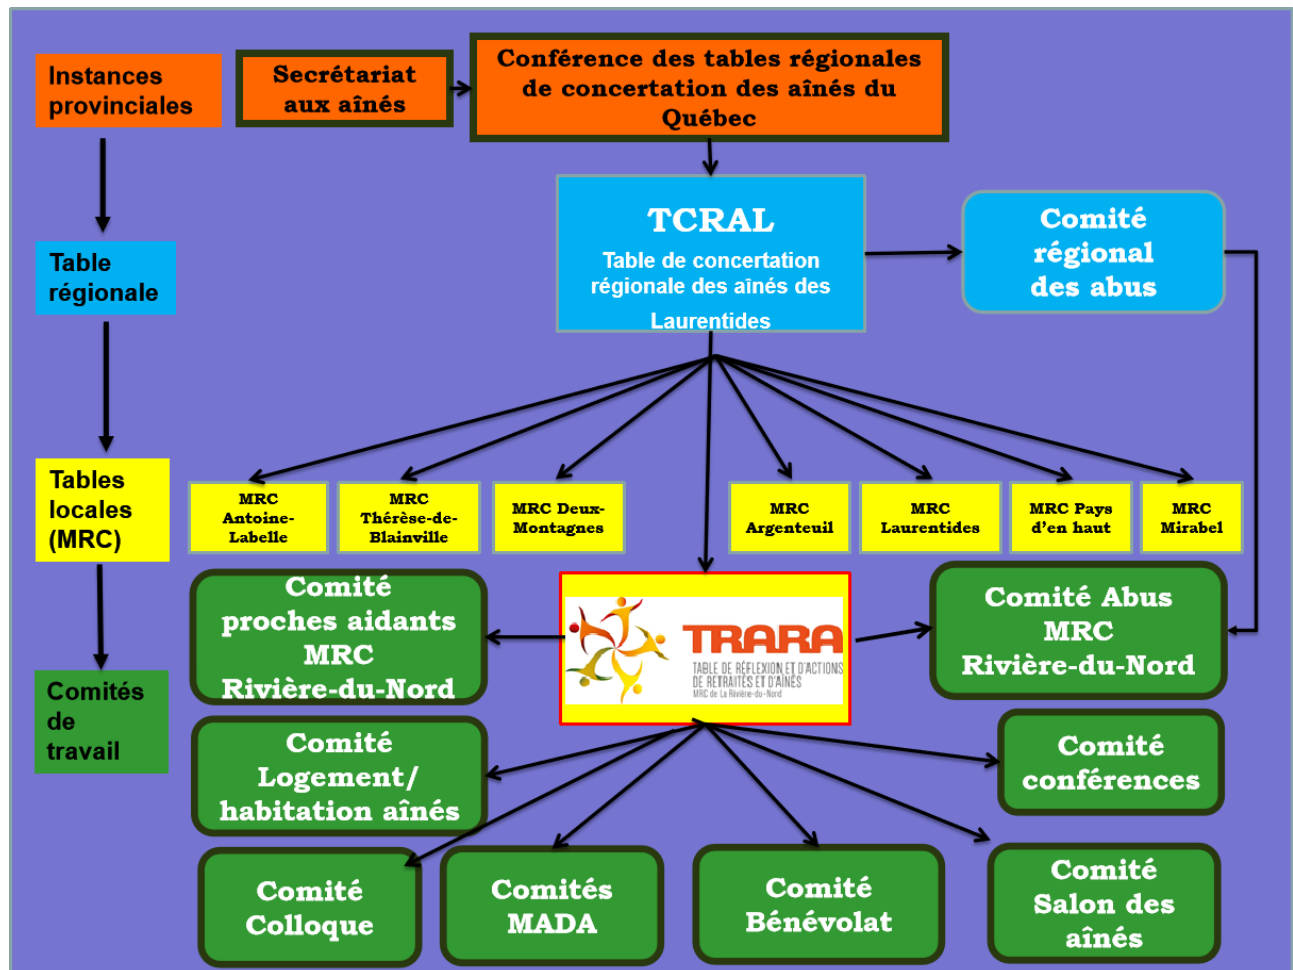 Instances
provinciales
Secrétariat
aux aînés
Conférence des tables régionales
de concertation des aînés du
Québec
TCRAL
Table de concertation
régionale des aînés des
Laurentides
Comité
régional
des abus
Table
régionale
Tables
locales
(MRC)
MRC
Antoine-
Labelle
MRC
Thérèse-de-
Blainville
MRC Deux-
Montagnes
MRC
Argenteuil
MRC
Laurentides
MRC Pays
d'en haut
MRC
Mirabel
Comité
proches aidants
MRC
Rivière-du-Nord
TRARA
TABLE DE RÉFLEXION ET D'ACTIONS
DE RETRAITÉS ET D'AÎNÉS
MRC de La Rivière-du-Nord
Comité Abus
MRC
Rivière-du-Nord
Comités
de
travail
Comité
Logement/
habitation aînés
Comité
conférences
Comité
Colloque
Comités
MADA
Comité
Bénévolat
Comité
Salon des
aînés